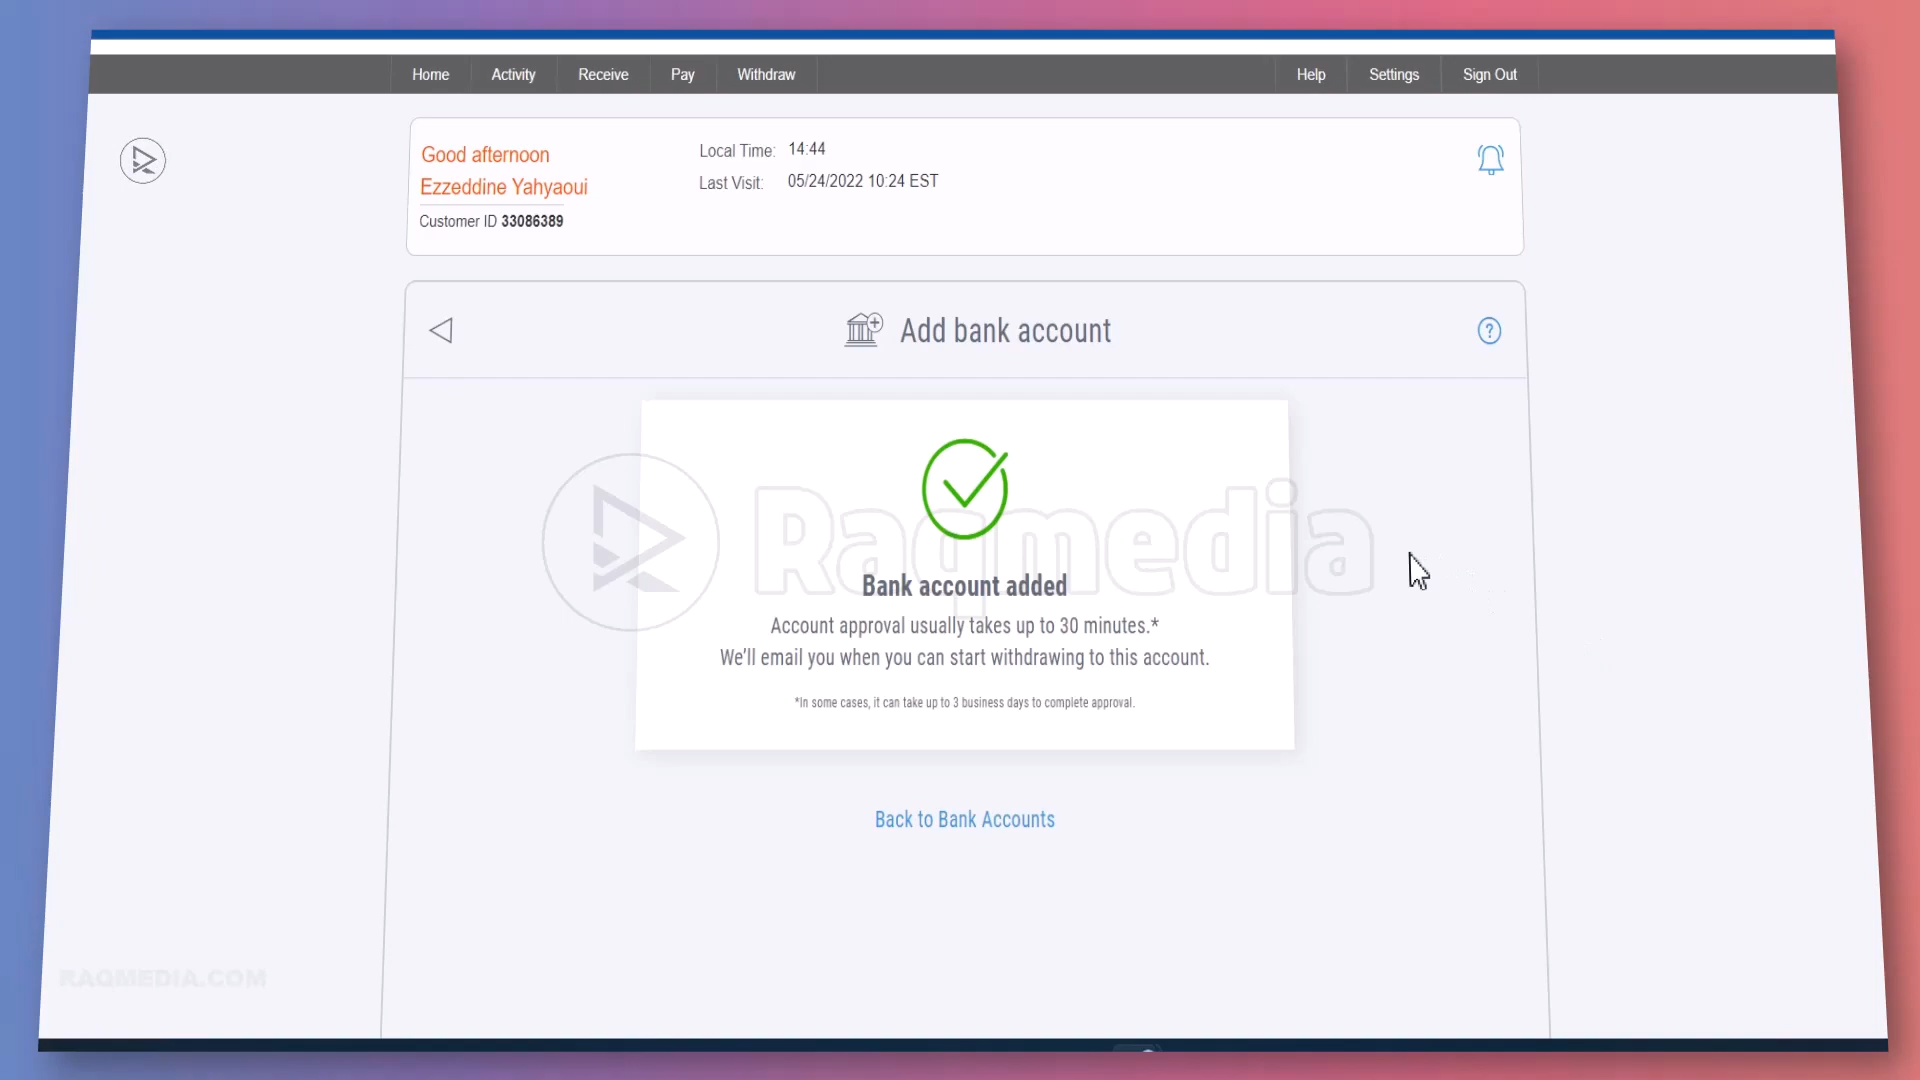 Home Activity Receive Pay Withdraw Help Settings Sign Out
Good afternoon
Ezzeddine Yahyaoui
Customer ID 33086389
Local Time: 14:44
Last Visit: 05/24/2022 10:24 EST
Add bank account
?
Raqmedia
Bank account added
Account approval usually takes up to 30 minutes.*
We'll email you when you can start withdrawing to this account.
*In some cases, it can take up to 3 business days to complete approval.
Back to Bank Accounts
RAQMEDIA.COM